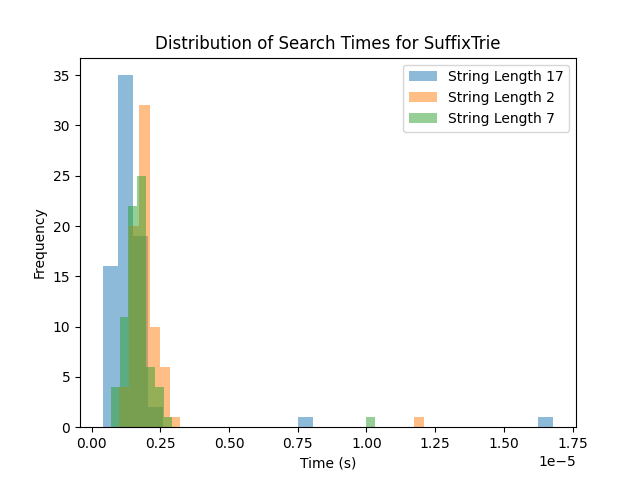 Distribution of Search Times for SuffixTrie
String Length 17
String Length 2
String Length 7
Frequency
35
30
25
20
15
10
5
0
0.00 0.25 0.50 0.75 1.00 1.25 1.50 1.75
1e−5
Time (s)